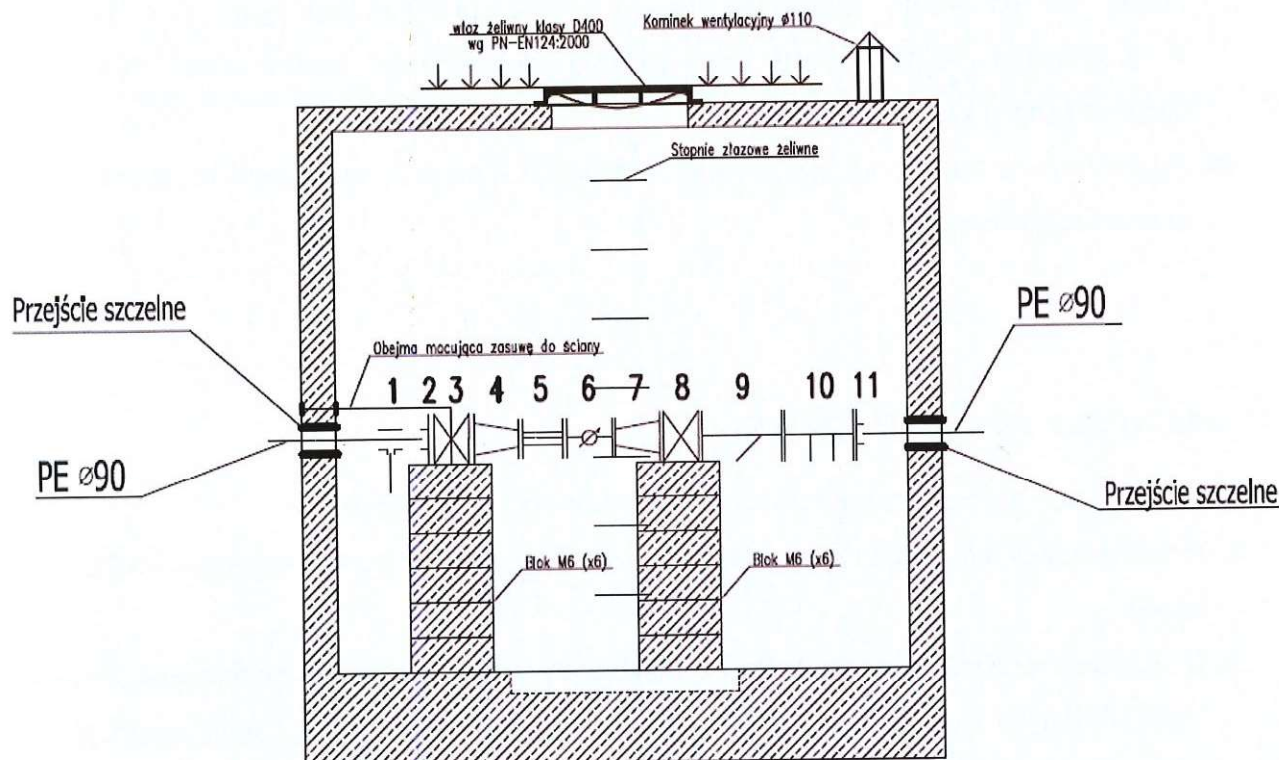 właz żeliwny klasy D400
wg PN-EN124:2000
Kominek wentylacyjny ø110
Stopnie złazowe żeliwne
Przejście szczelne
PE ⌀90
Obejma mocująca zasuwę do ściany
1 2 3 4 5 6 7 8 9 10 11
PE ⌀90
Przejście szczelne
Blok M6 (x6)
Blok M6 (x6)